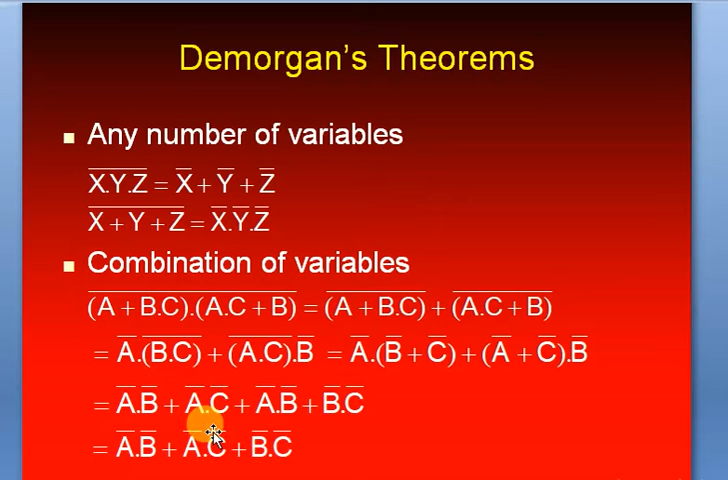 Demorgan's Theorems
Any number of variables
X̅.̅Y̅.̅Z̅ = X̅ + Y̅ + Z̅
X̅ ̅+̅ ̅Y̅ ̅+̅ ̅Z̅ = X̅.Y̅.Z̅
Combination of variables
(̅A̅ ̅+̅ ̅B̅.̅C̅)̅.̅(̅A̅.̅C̅ ̅+̅ ̅B̅)̅ = (̅A̅ ̅+̅ ̅B̅.̅C̅)̅ + (̅A̅.̅C̅ ̅+̅ ̅B̅)̅
= A̅.(̅B̅.̅C̅)̅ + (̅A̅.̅C̅)̅.B̅ = A̅.(B̅ + C̅) + (A̅ + C̅).B̅
= A̅.B̅ + A̅.C̅ + A̅.B̅ + B̅.C̅
= A̅.B̅ + A̅.C̅ + B̅.C̅